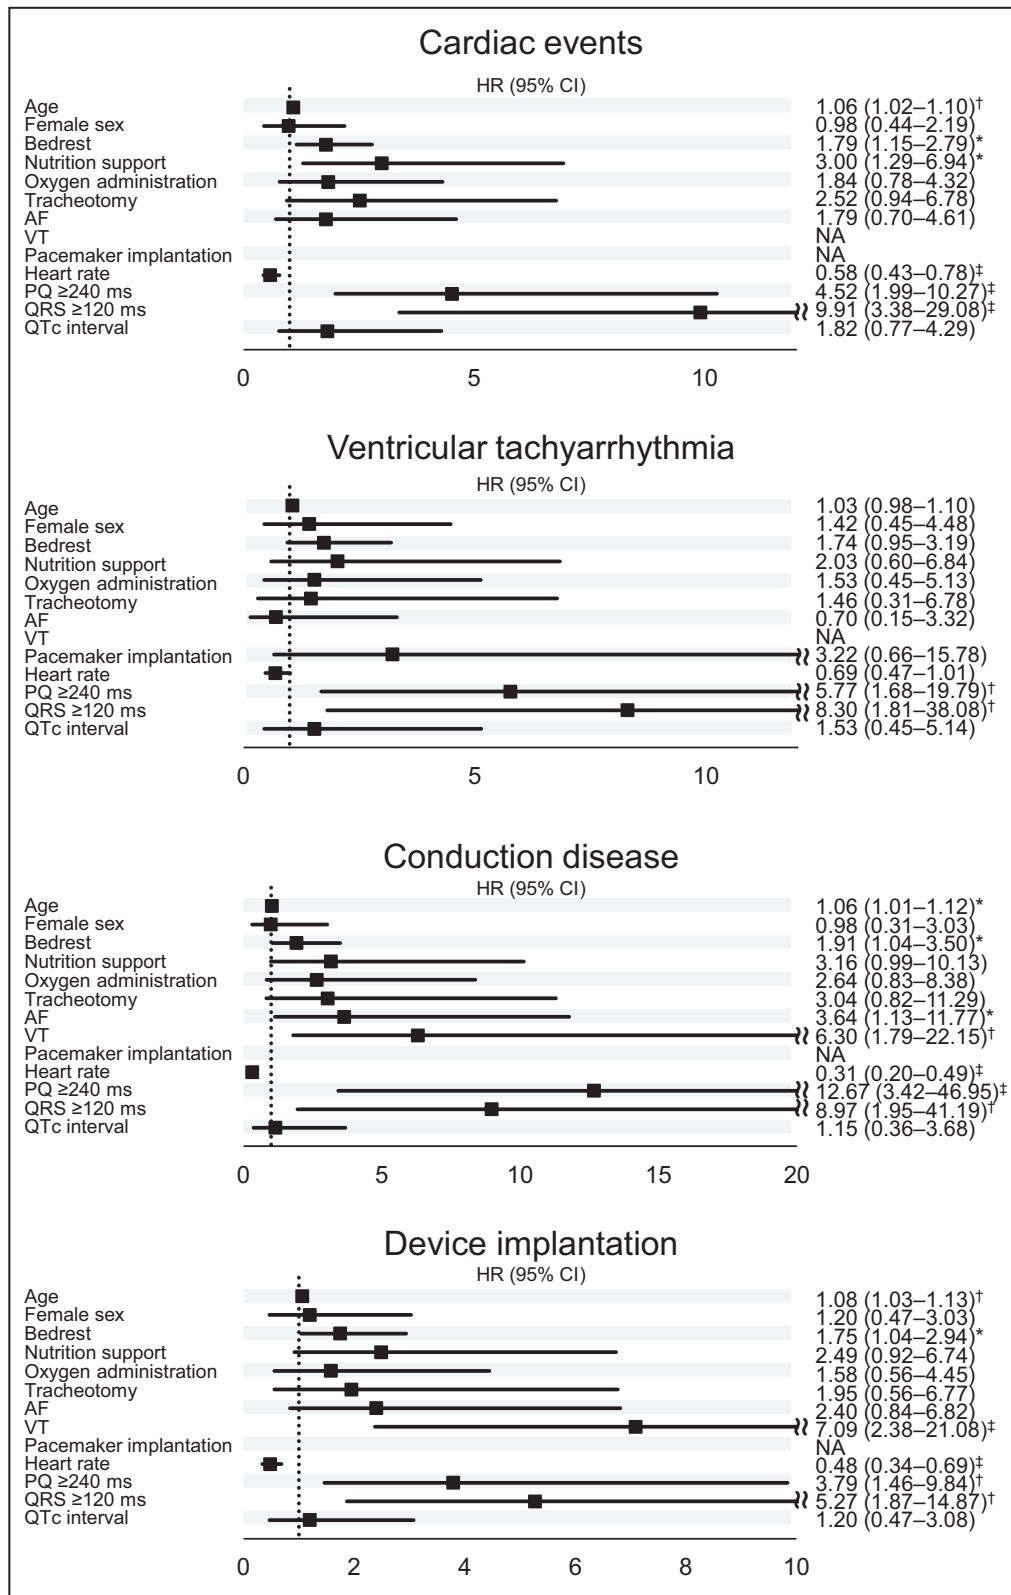 Cardiac events
HR (95% CI)
Age 1.06 (1.02–1.10)†
Female sex 0.98 (0.44–2.19)
Bedrest 1.79 (1.15–2.79)*
Nutrition support 3.00 (1.29–6.94)*
Oxygen administration 1.84 (0.78–4.32)
Tracheotomy 2.52 (0.94–6.78)
AF 1.79 (0.70–4.61)
VT NA
Pacemaker implantation NA
Heart rate 0.58 (0.43–0.78)‡
PQ ≥240 ms 4.52 (1.99–10.27)‡
QRS ≥120 ms 9.91 (3.38–29.08)‡
QTc interval 1.82 (0.77–4.29)
0 5 10
Ventricular tachyarrhythmia
HR (95% CI)
Age 1.03 (0.98–1.10)
Female sex 1.42 (0.45–4.48)
Bedrest 1.74 (0.95–3.19)
Nutrition support 2.03 (0.60–6.84)
Oxygen administration 1.53 (0.45–5.13)
Tracheotomy 1.46 (0.31–6.78)
AF 0.70 (0.15–3.32)
VT NA
Pacemaker implantation 3.22 (0.66–15.78)
Heart rate 0.69 (0.47–1.01)
PQ ≥240 ms 5.77 (1.68–19.79)†
QRS ≥120 ms 8.30 (1.81–38.08)†
QTc interval 1.53 (0.45–5.14)
0 5 10
Conduction disease
HR (95% CI)
Age 1.06 (1.01–1.12)*
Female sex 0.98 (0.31–3.03)
Bedrest 1.91 (1.04–3.50)*
Nutrition support 3.16 (0.99–10.13)
Oxygen administration 2.64 (0.83–8.38)
Tracheotomy 3.04 (0.82–11.29)
AF 3.64 (1.13–11.77)*
VT 6.30 (1.79–22.15)†
Pacemaker implantation NA
Heart rate 0.31 (0.20–0.49)‡
PQ ≥240 ms 12.67 (3.42–46.95)‡
QRS ≥120 ms 8.97 (1.95–41.19)†
QTc interval 1.15 (0.36–3.68)
0 5 10 15 20
Device implantation
HR (95% CI)
Age 1.08 (1.03–1.13)†
Female sex 1.20 (0.47–3.03)
Bedrest 1.75 (1.04–2.94)*
Nutrition support 2.49 (0.92–6.74)
Oxygen administration 1.58 (0.56–4.45)
Tracheotomy 1.95 (0.56–6.77)
AF 2.40 (0.84–6.82)
VT 7.09 (2.38–21.08)‡
Pacemaker implantation NA
Heart rate 0.48 (0.34–0.69)‡
PQ ≥240 ms 3.79 (1.46–9.84)†
QRS ≥120 ms 5.27 (1.87–14.87)†
QTc interval 1.20 (0.47–3.08)
0 2 4 6 8 10